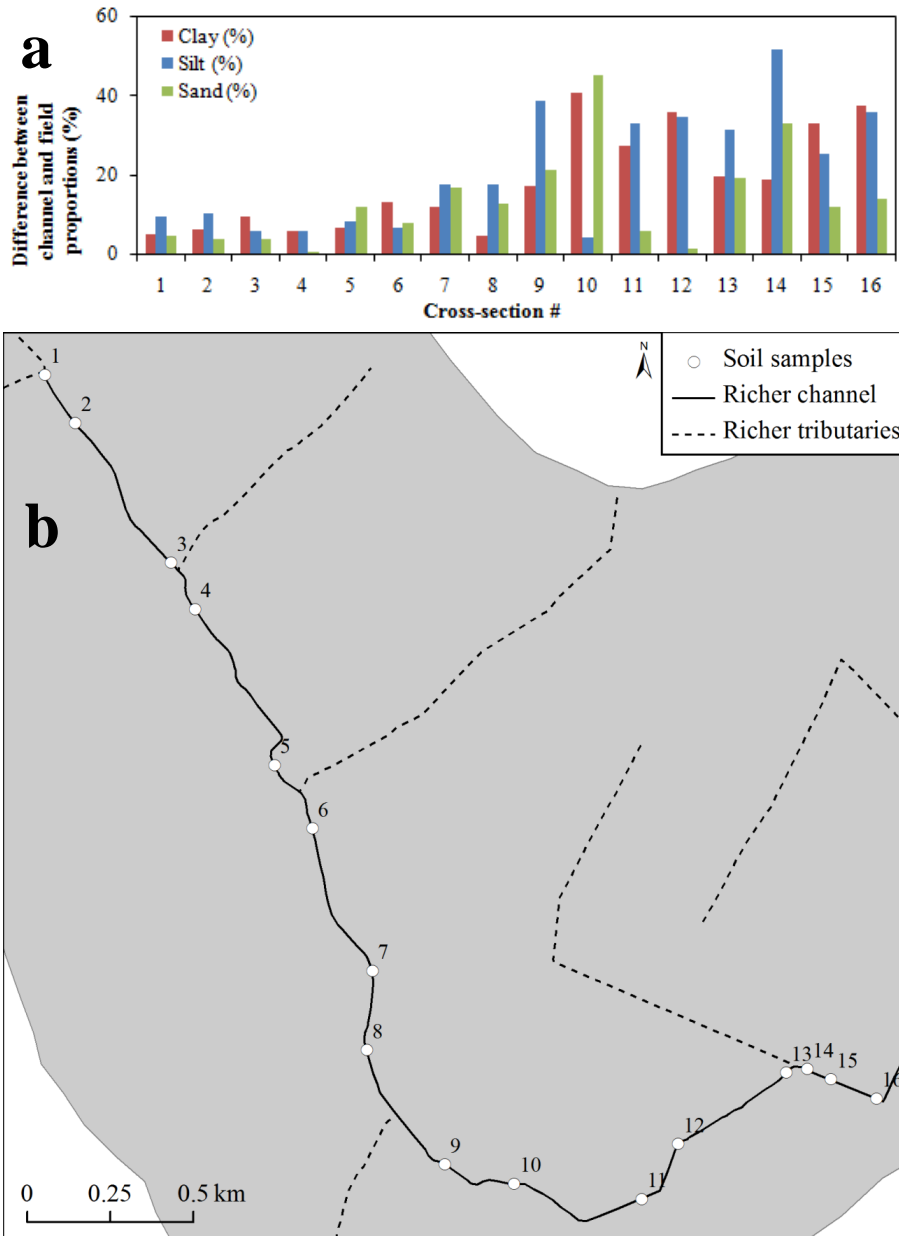 a
Difference between
channel and field
proportions (%)
60
40
20
0
Clay (%)
Silt (%)
Sand (%)
1 2 3 4 5 6 7 8 9 10 11 12 13 14 15 16
Cross-section #
b
N
Soil samples
Richer channel
Richer tributaries
1
2
3
4
5
6
7
8
9
10
11
12
13
14
15
16
0 0.25 0.5 km